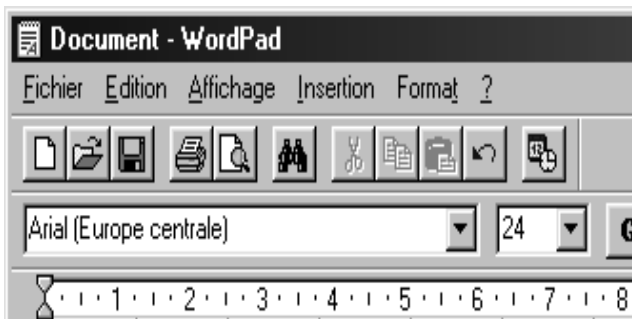 Document - WordPad
Fichier Edition Affichage Insertion Format ?
12
Arial (Europe centrale) 24 G
1 2 3 4 5 6 7 8